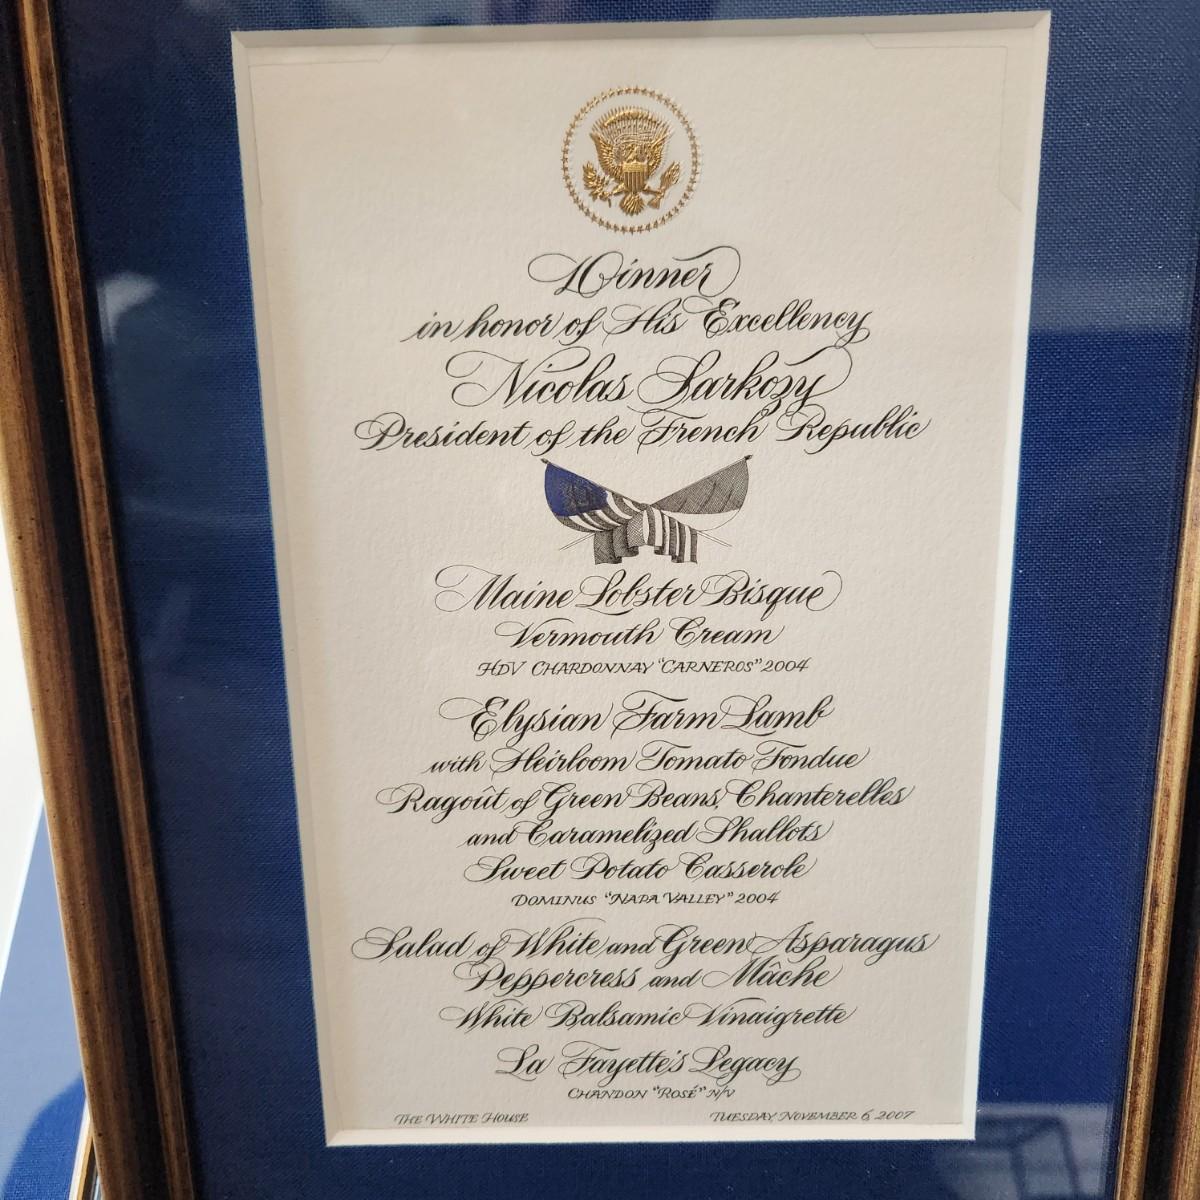 Dinner
in honor of His Excellency
Nicolas Sarkozy
President of the French Republic
Maine Lobster Bisque
Vermouth Cream
HDV CHARDONNAY "CARNEROS" 2004
Elysian Farm Lamb
with Heirloom Tomato Fondue
Ragoût of Green Beans, Chanterelles
and Caramelized Shallots
Sweet Potato Casserole
DOMINUS "NAPA VALLEY" 2004
Salad of White and Green Asparagus
Peppercress and Mâche
White Balsamic Vinaigrette
La Fayette's Legacy
CHANDON "ROSÉ" N/V
THE WHITE HOUSE TUESDAY, NOVEMBER 6, 2007